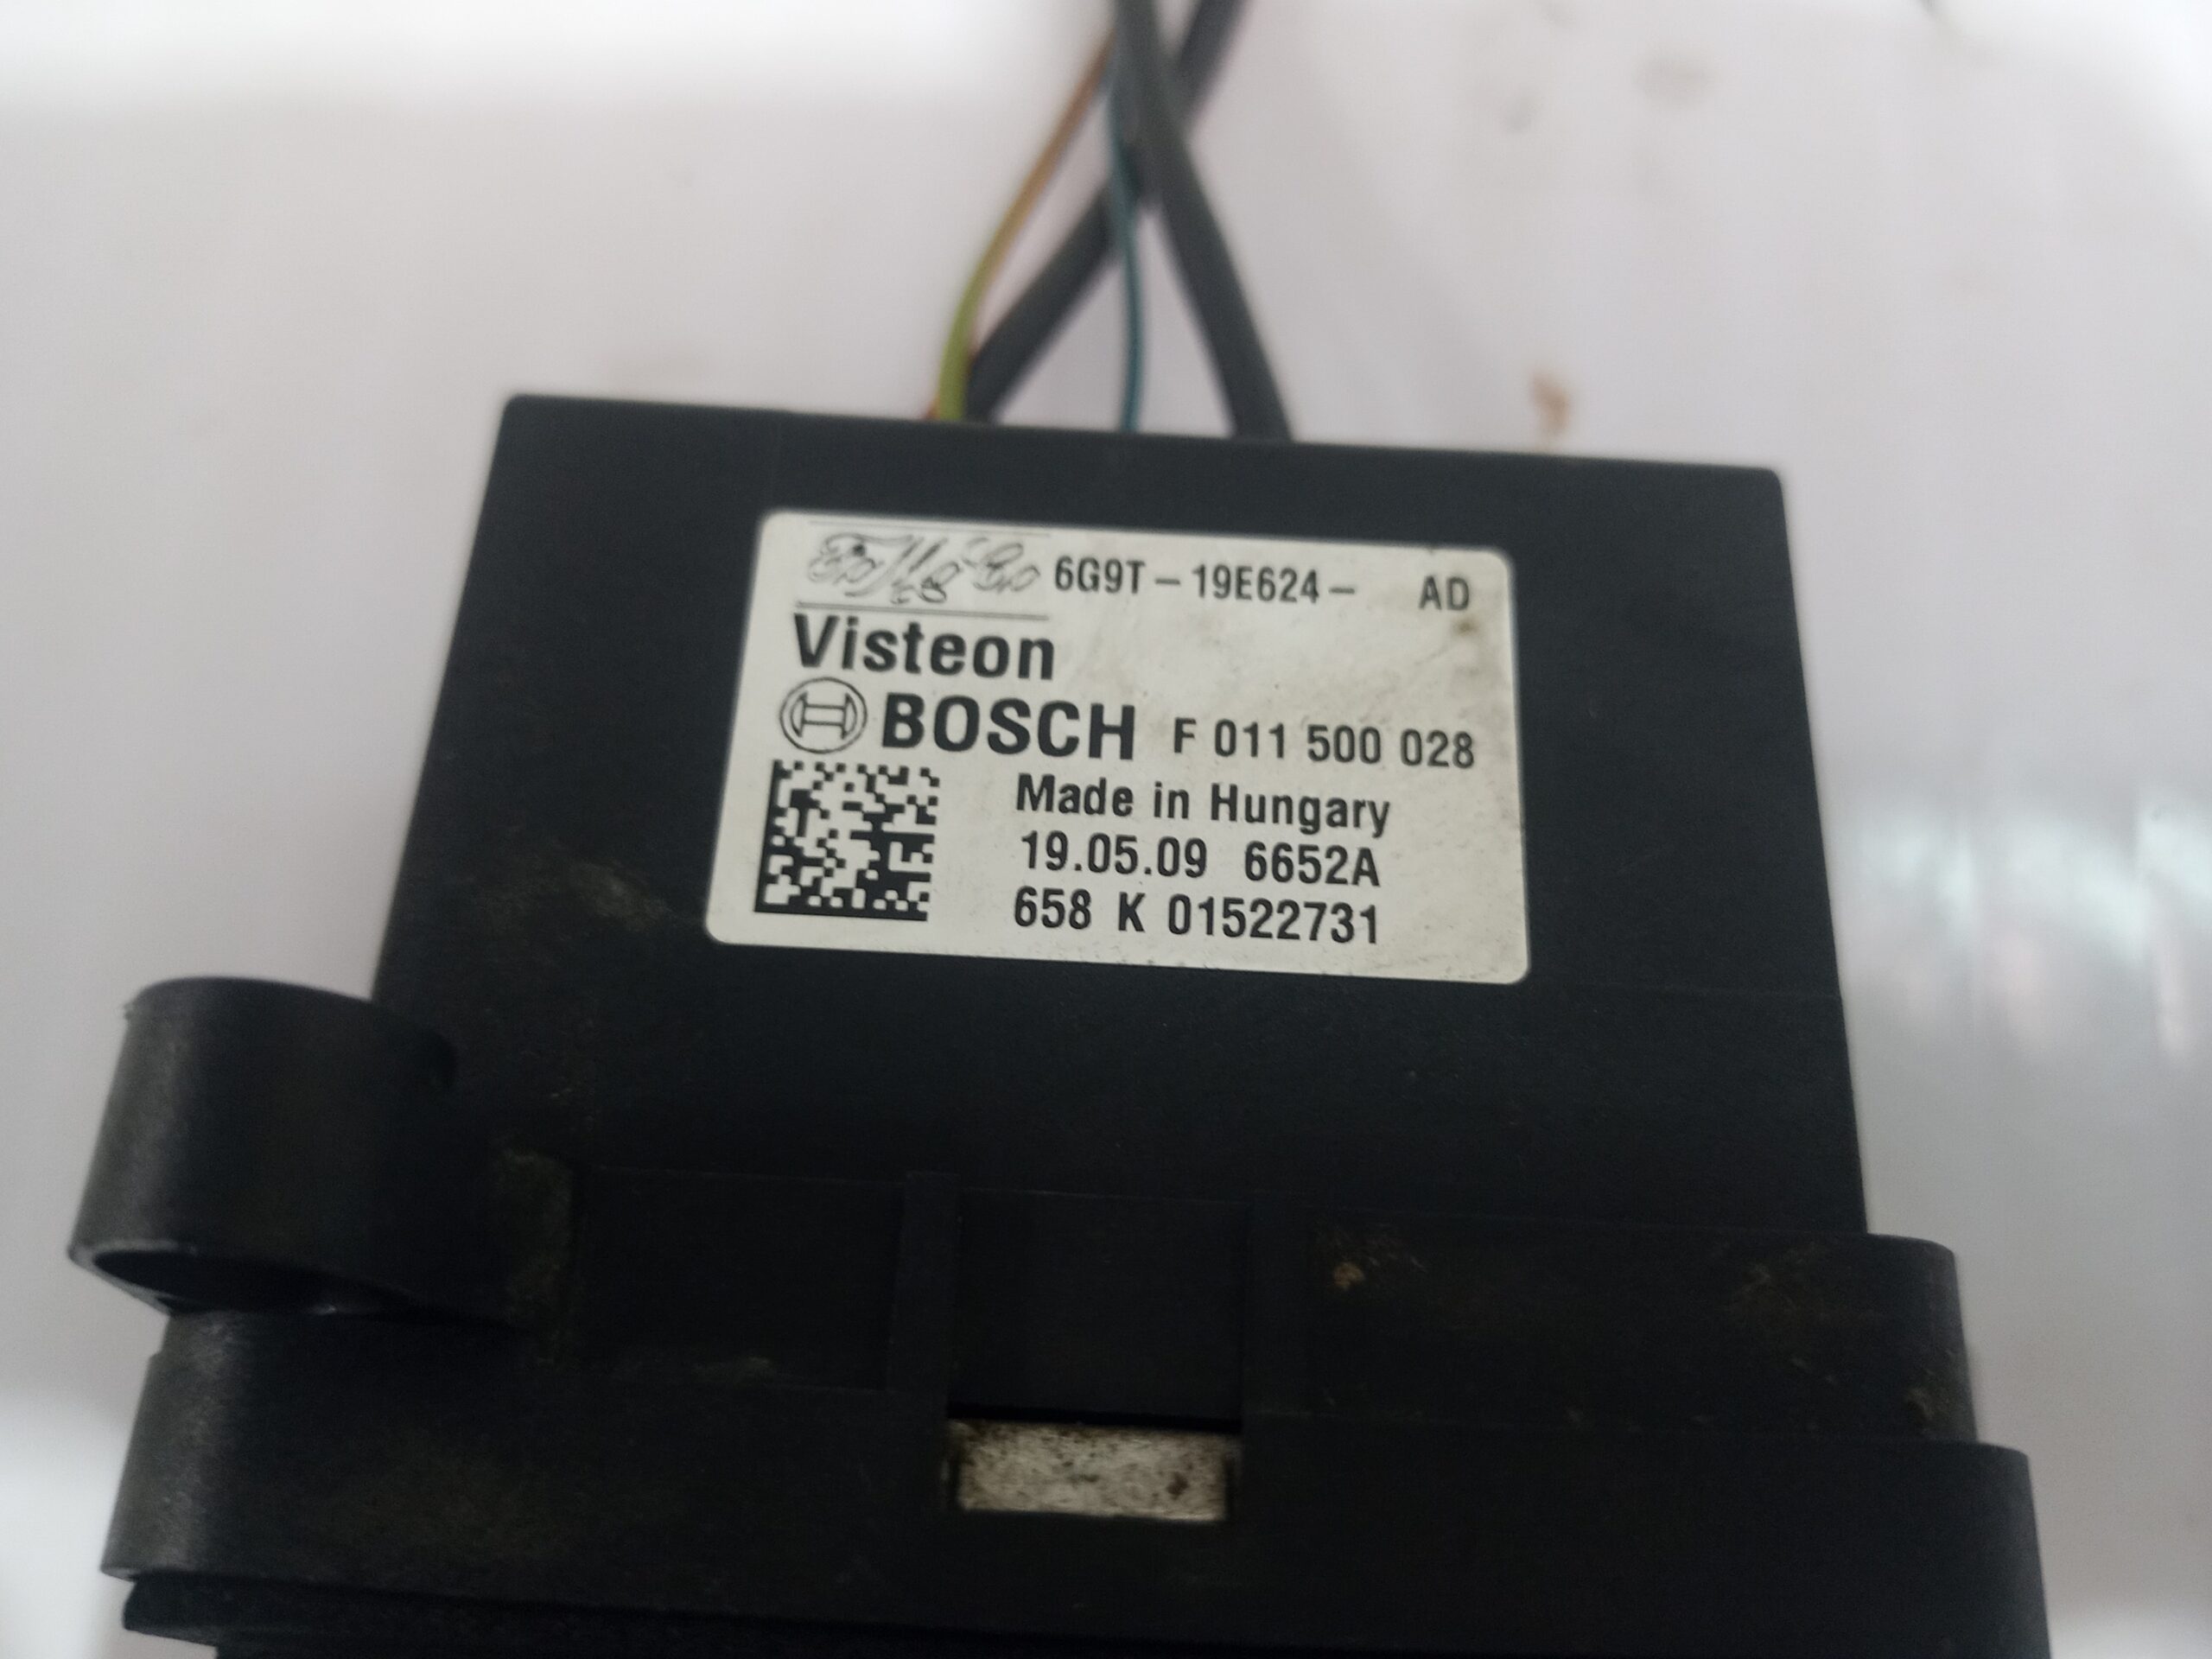 6G9T – 19E624 – AD
Visteon
BOSCH F 011 500 028
Made in Hungary
19.05.09 6652A
658 K 01522731